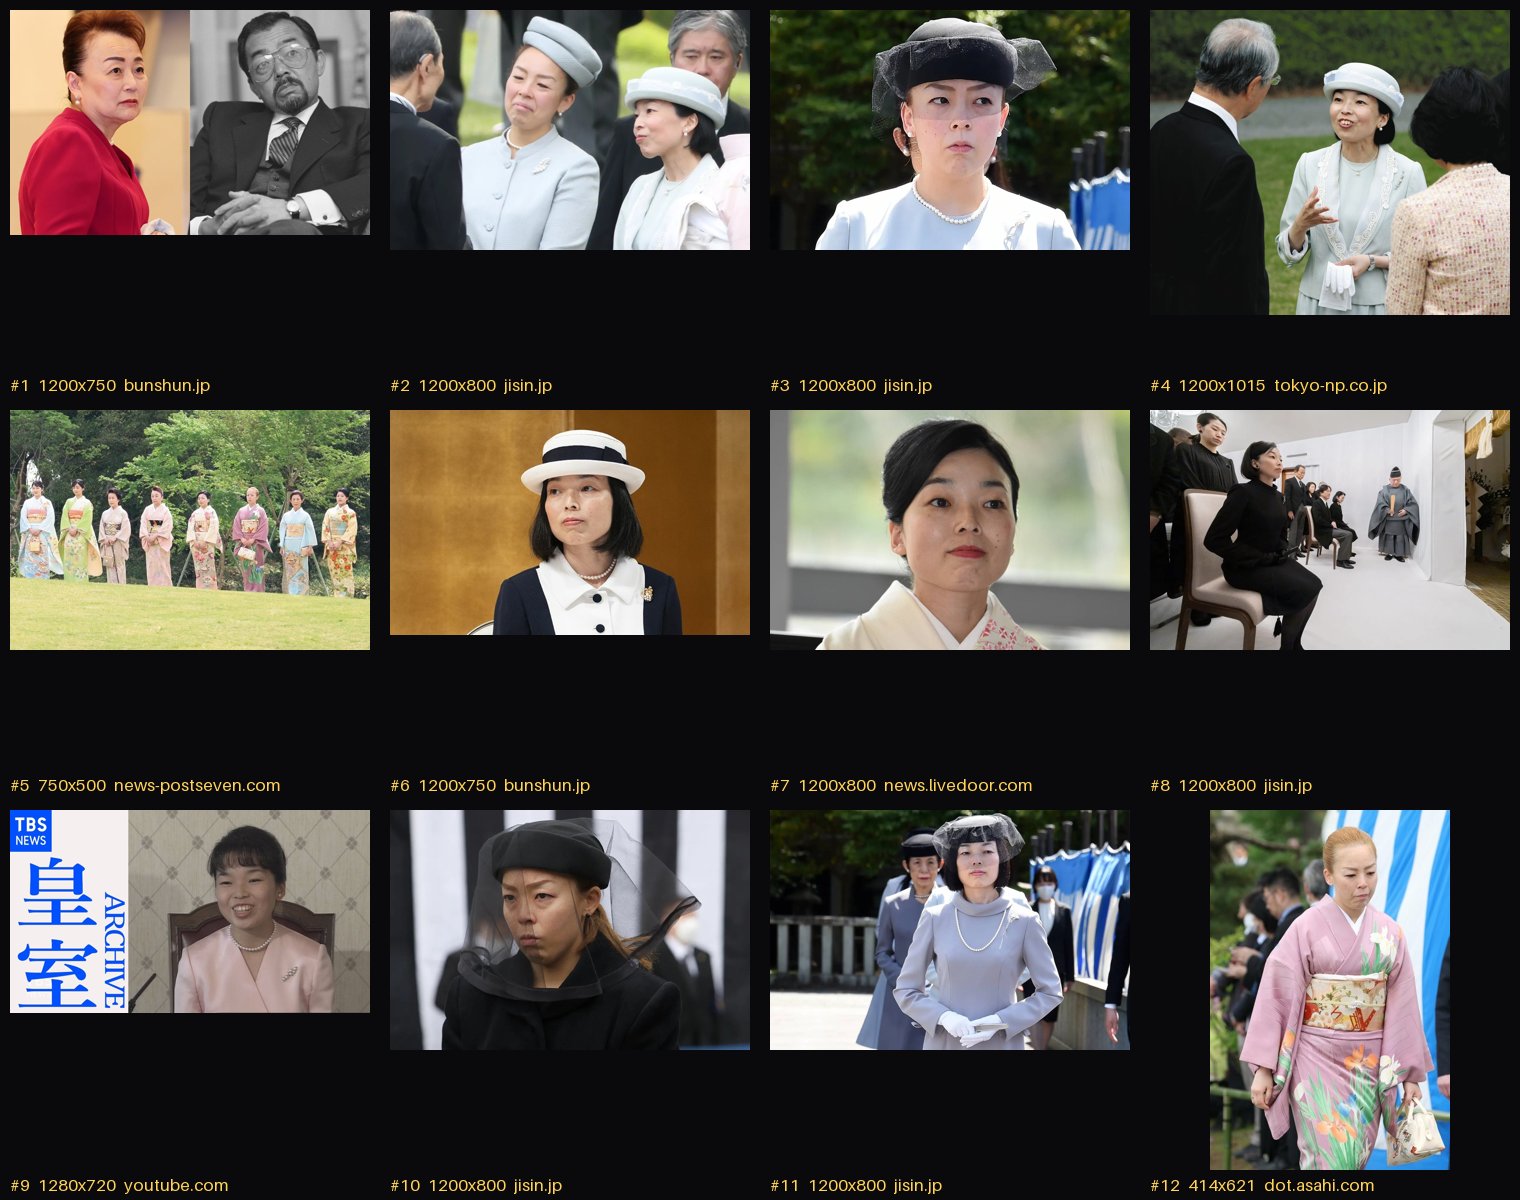 #1 1200x750 bunshun.jp
#2 1200x800 jisin.jp
#3 1200x800 jisin.jp
#4 1200x1015 tokyo-np.co.jp
#5 750x500 news-postseven.com
#6 1200x750 bunshun.jp
#7 1200x800 news.livedoor.com
#8 1200x800 jisin.jp
TBS
NEWS
皇室
ARCHIVE
#9 1280x720 youtube.com
#10 1200x800 jisin.jp
#11 1200x800 jisin.jp
#12 414x621 dot.asahi.com